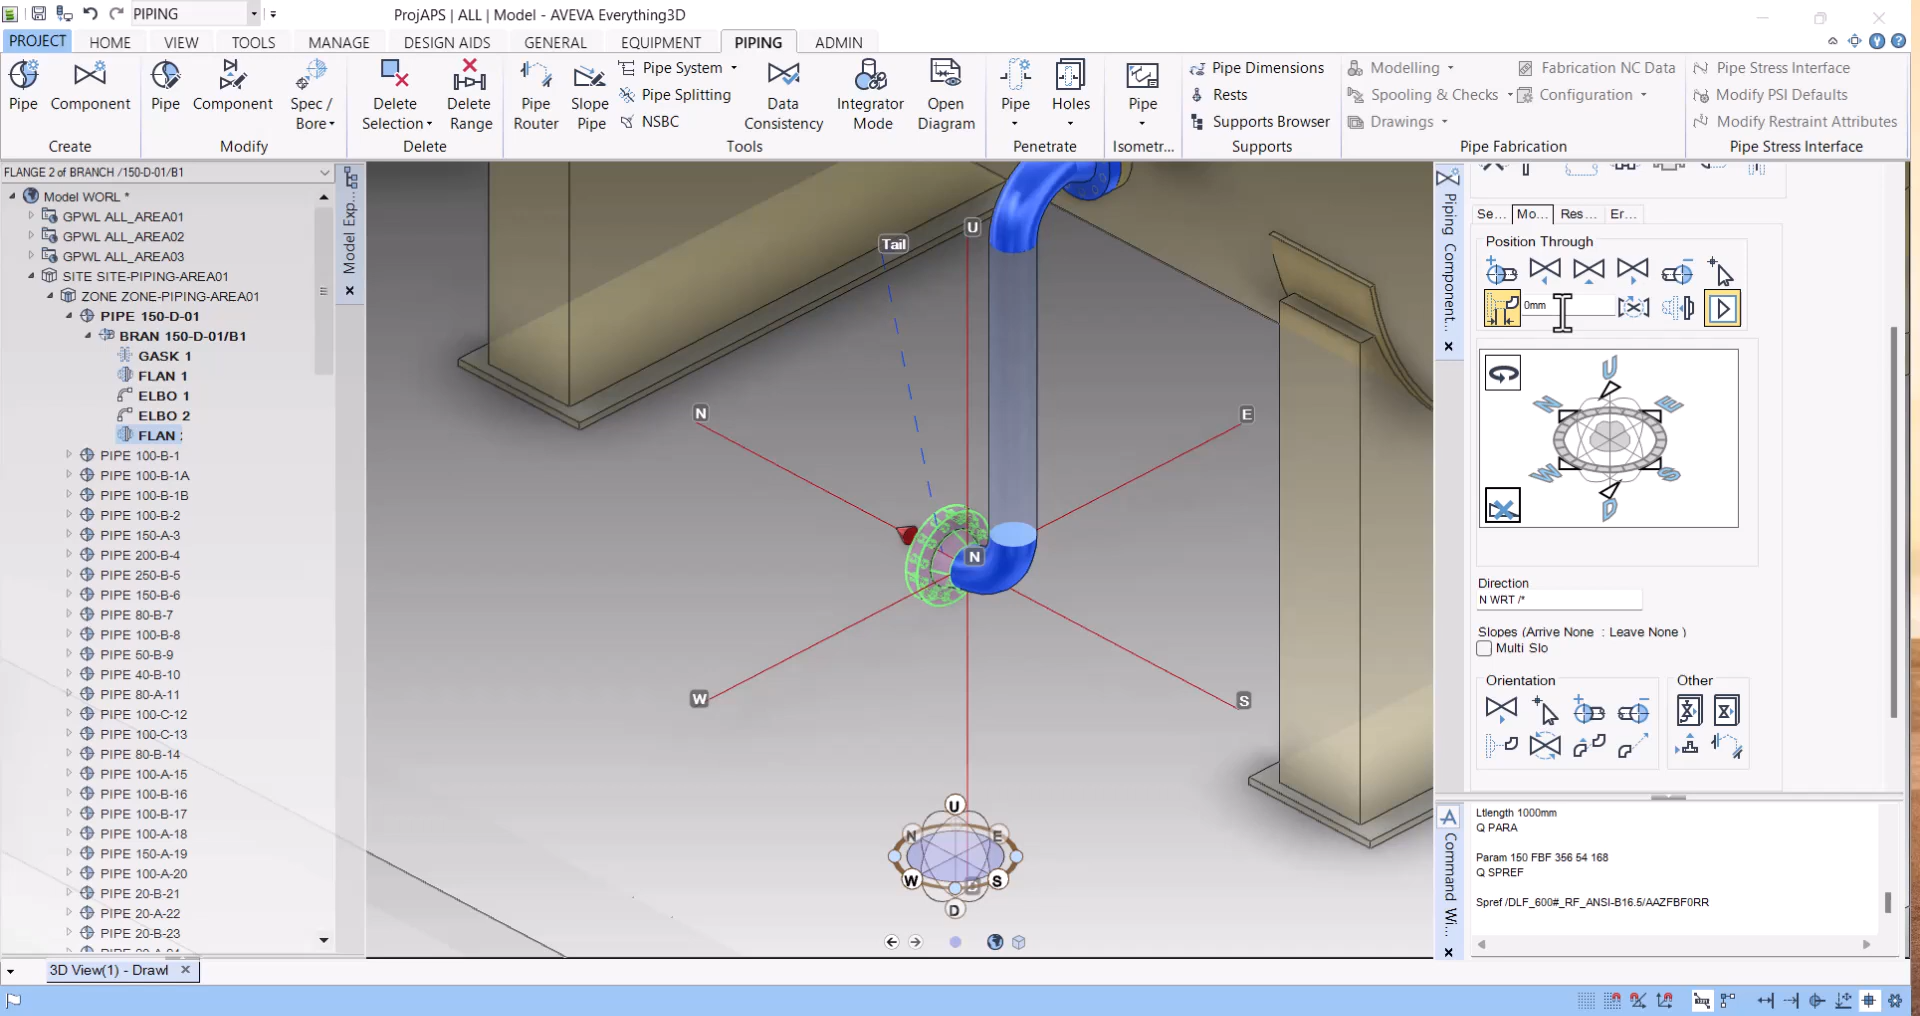 PIPING
ProjAPS | ALL | Model - AVEVA Everything3D
PROJECT
HOME
VIEW
TOOLS
MANAGE
DESIGN AIDS
GENERAL
EQUIPMENT
PIPING
ADMIN
Pipe
Component
Create
Pipe
Component
Spec /
Bore
Modify
Delete
Selection
Delete
Range
Delete
Pipe
Router
Slope
Pipe
Pipe System
Pipe Splitting
NSBC
Data
Consistency
Integrator
Mode
Open
Diagram
Tools
Pipe
Holes
Penetrate
Pipe
Isometr...
Pipe Dimensions
Rests
Supports Browser
Supports
Modelling
Spooling & Checks
Drawings
Fabrication NC Data
Configuration
Pipe Fabrication
Pipe Stress Interface
Modify PSI Defaults
Modify Restraint Attributes
Pipe Stress Interface
FLANGE 2 of BRANCH /150-D-01/B1
Model WORL *
GPWL ALL_AREA01
GPWL ALL_AREA02
GPWL ALL_AREA03
SITE SITE-PIPING-AREA01
ZONE ZONE-PIPING-AREA01
PIPE 150-D-01
BRAN 150-D-01/B1
GASK 1
FLAN 1
ELBO 1
ELBO 2
FLAN
PIPE 100-B-1
PIPE 100-B-1A
PIPE 100-B-1B
PIPE 100-B-2
PIPE 150-A-3
PIPE 200-B-4
PIPE 250-B-5
PIPE 150-B-6
PIPE 80-B-7
PIPE 100-B-8
PIPE 50-B-9
PIPE 40-B-10
PIPE 80-A-11
PIPE 100-C-12
PIPE 100-C-13
PIPE 80-B-14
PIPE 100-A-15
PIPE 100-B-16
PIPE 100-B-17
PIPE 100-A-18
PIPE 150-A-19
PIPE 100-A-20
PIPE 20-B-21
PIPE 20-A-22
PIPE 20-B-23
Model Exp...
3D View(1) - Drawl
Tail
U
N
E
N
W
S
U
N
E
W
S
D
Piping Component...
Se...
Mo...
Res...
Er...
Position Through
0mm
U
N
E
W
S
D
Direction
N WRT /*
Slopes (Arrive None : Leave None )
Multi Slo
Orientation
Other
Command Wi...
Ltlength 1000mm
Q PARA
Param 150 FBF 356 54 168
Q SPREF
Spref /DLF_600#_RF_ANSI-B16.5/AAZFBF0RR